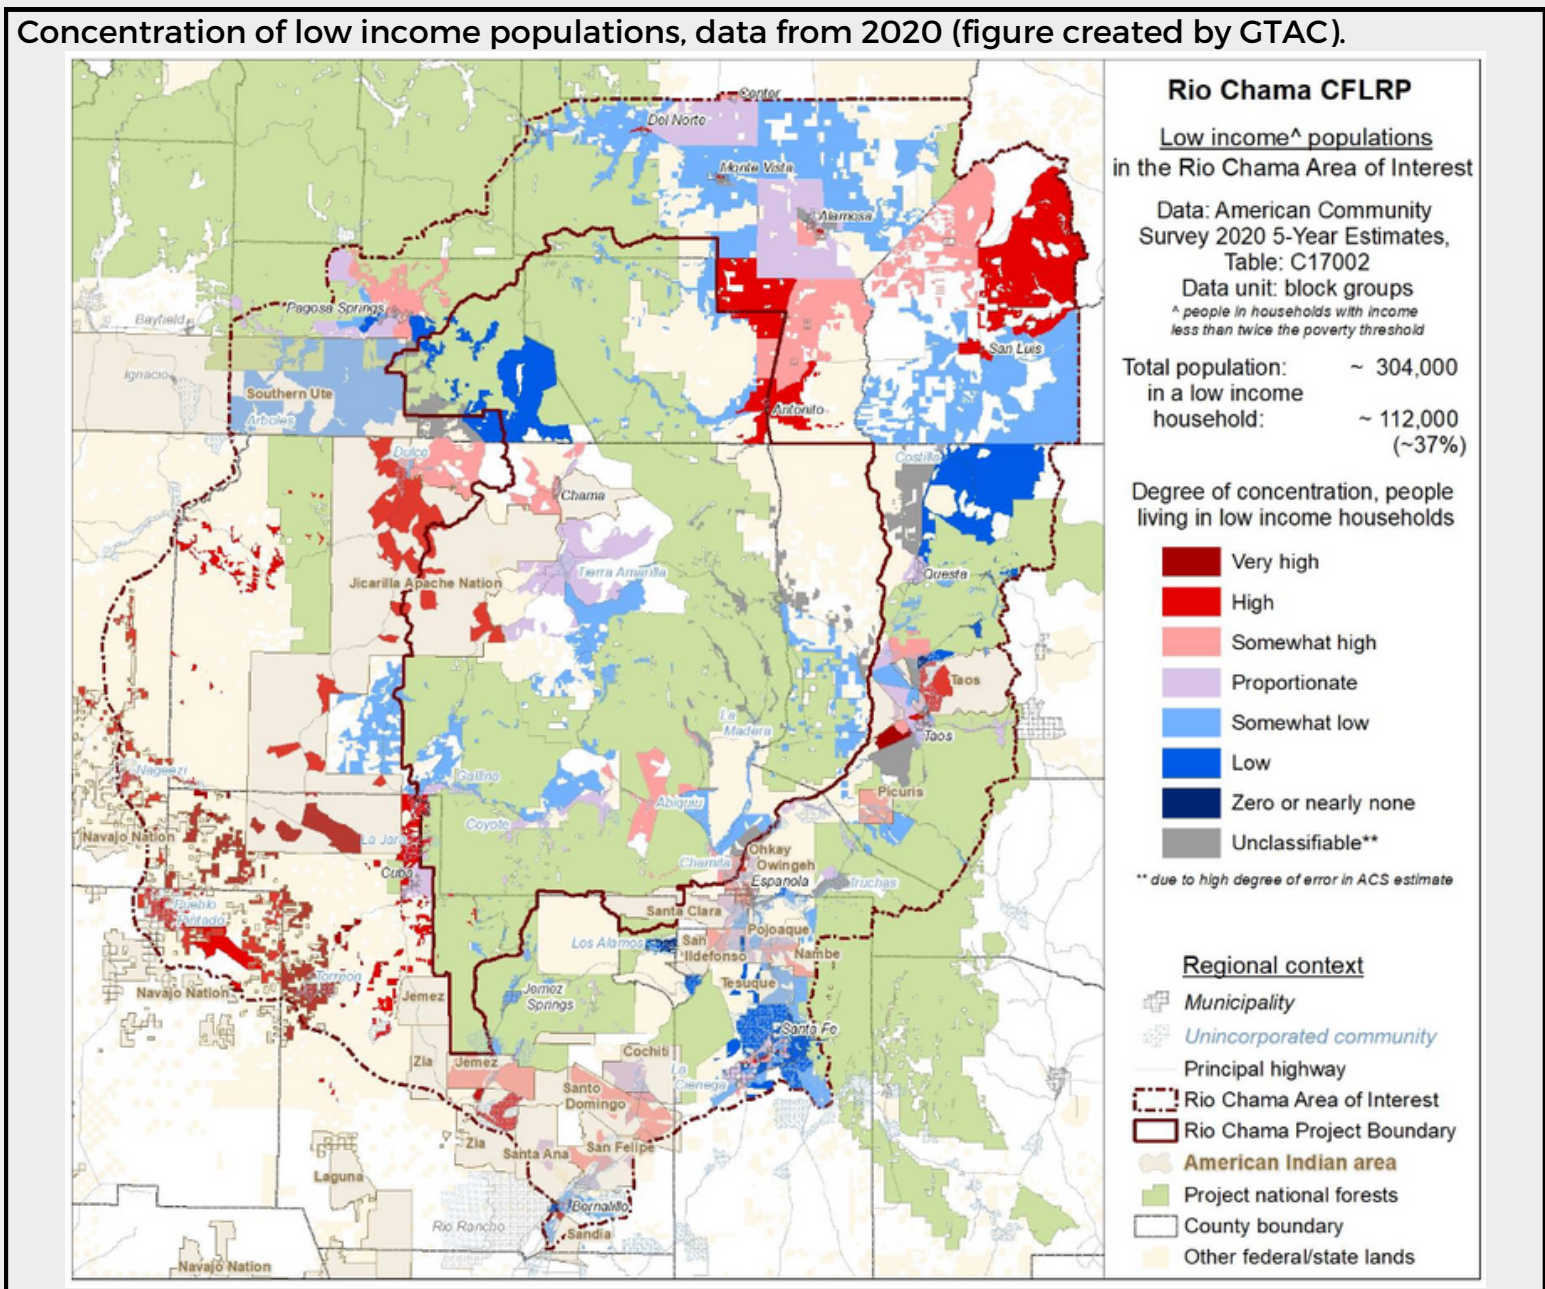 Concentration of low income populations, data from 2020 (figure created by GTAC).
Rio Chama CFLRP
Low income^ populations
in the Rio Chama Area of Interest
Data: American Community
Survey 2020 5-Year Estimates,
Table: C17002
Data unit: block groups
^ people in households with income
less than twice the poverty threshold
Total population: ~ 304,000
in a low income
household: ~ 112,000
(~37%)
Degree of concentration, people
living in low income households
Very high
High
Somewhat high
Proportionate
Somewhat low
Low
Zero or nearly none
Unclassifiable**
** due to high degree of error in ACS estimate
Regional context
Municipality
Unincorporated community
Principal highway
Rio Chama Area of Interest
Rio Chama Project Boundary
American Indian area
Project national forests
County boundary
Other federal/state lands
Center
Del Norte
Monte Vista
Alamosa
Pagosa Springs
Bayfield
San Luis
Ignacio
Southern Ute
Arboles
Antonito
Dulce
Costilla
Chama
Tierra Amarilla
Questa
Jicarilla Apache Nation
Taos
La
Madera
Taos
Nageezi
Gallina
Picuris
Abiquiu
Navajo Nation
La Jara
Coyote
Cuba
Chamita
Ohkay
Owingeh
Espanola
Truchas
Pueblo
Pintado
Santa Clara
Los Alamos
San
Ildefonso
Pojoaque
Nambe
Torreon
Navajo Nation
Jemez
Jemez
Springs
Tesuque
Santa Fe
Zia
Jemez
Cochiti
La
Cienega
Santo
Domingo
Zia
Santa Ana
San Felipe
Laguna
Bernalillo
Rio Rancho
Sandia
Navajo Nation